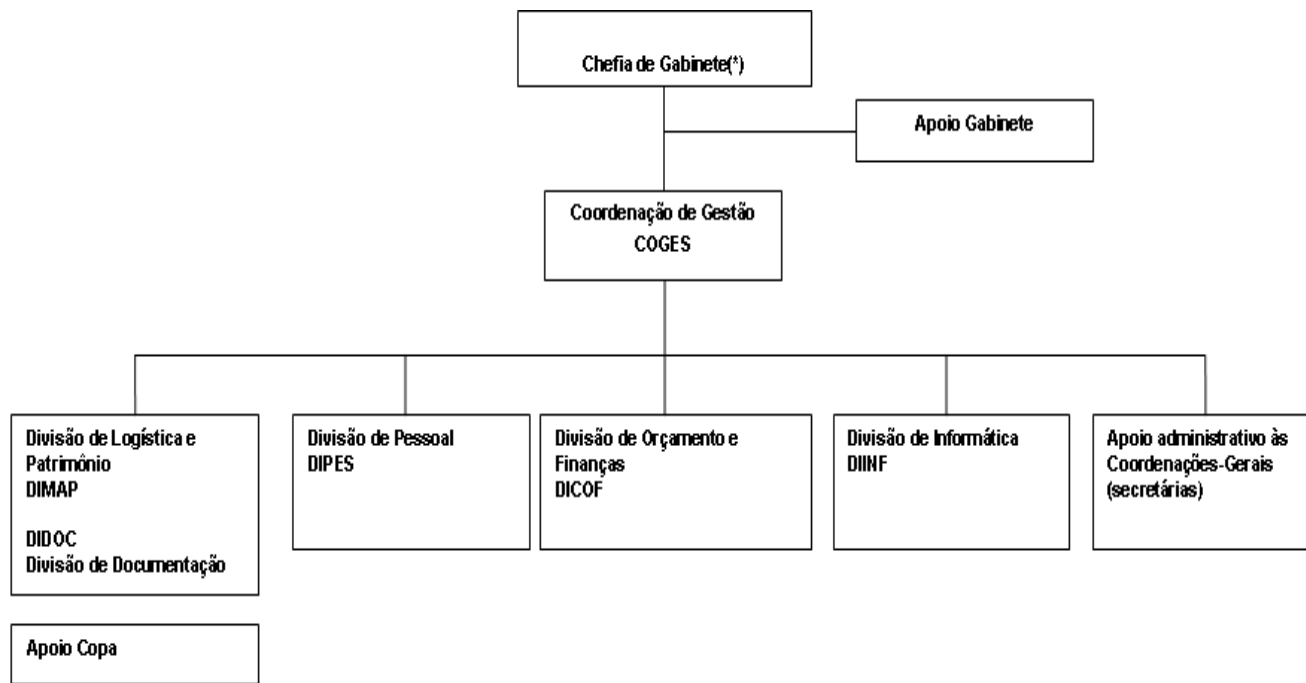 Chefia de Gabinete(*)
Apoio Gabinete
Coordenação de Gestão
COGES
Divisão de Logística e
Patrimônio
DIMAP
DIDOC
Divisão de Documentação
Divisão de Pessoal
DIPES
Divisão de Orçamento e
Finanças
DICOF
Divisão de Informática
DIINF
Apoio administrativo às
Coordenações-Gerais
(secretárias)
Apoio Copa